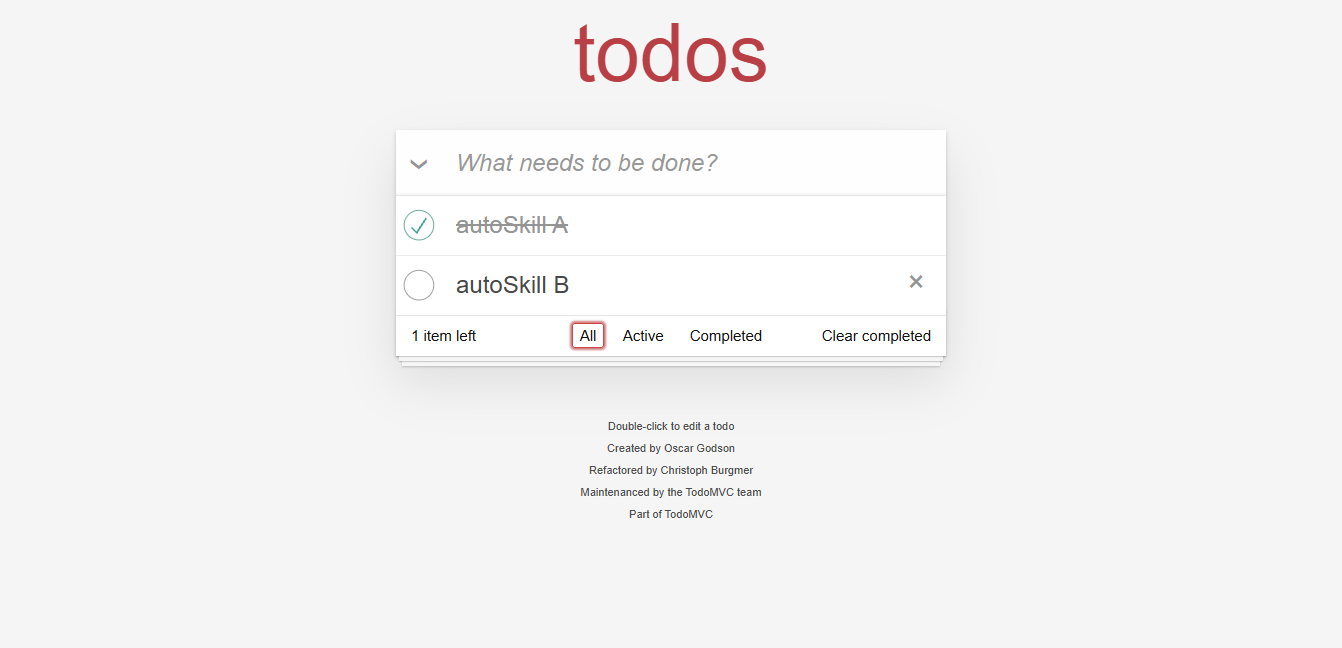 todos
What needs to be done?
autoSkill A
autoSkill B
1 item left All Active Completed Clear completed
Double-click to edit a todo
Created by Oscar Godson
Refactored by Christoph Burgmer
Maintenanced by the TodoMVC team
Part of TodoMVC